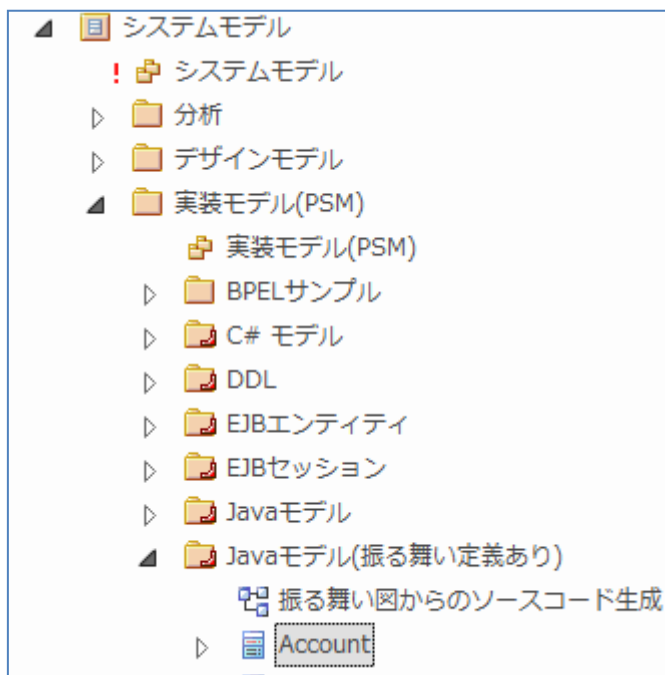 システムモデル
! システムモデル
分析
デザインモデル
実装モデル(PSM)
実装モデル(PSM)
BPELサンプル
C# モデル
DDL
EJBエンティティ
EJBセッション
Javaモデル
Javaモデル(振る舞い定義あり)
振る舞い図からのソースコード生成
Account